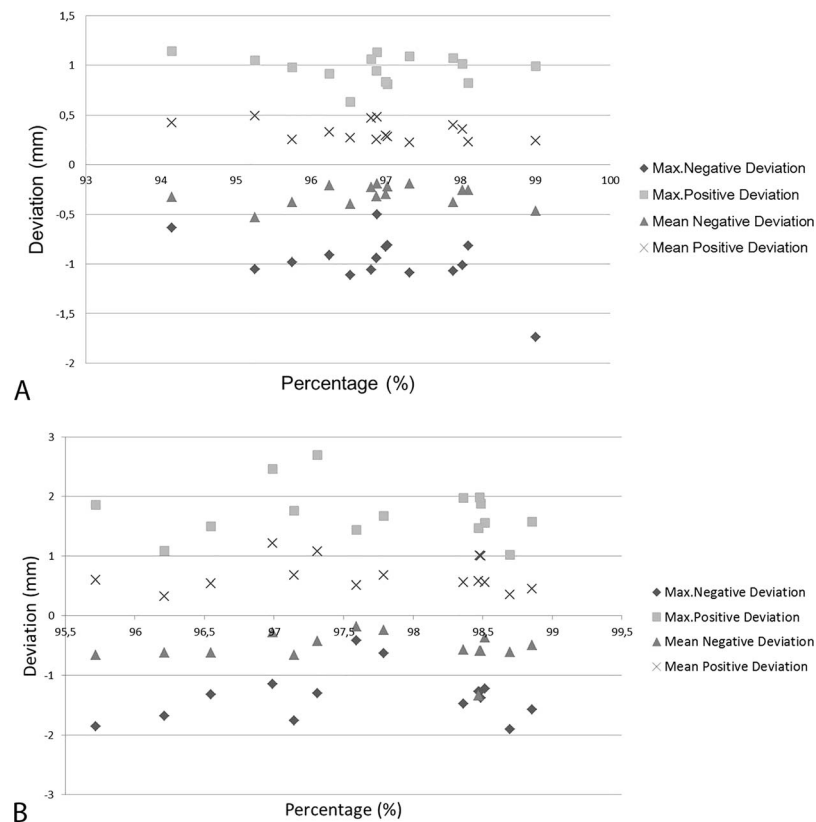 1,5
1
0,5
0
-0,5
-1
-1,5
-2
93 94 95 96 97 98 99 100
Deviation (mm)
Percentage (%)
Max.Negative Deviation
Max.Positive Deviation
Mean Negative Deviation
Mean Positive Deviation
A
3
2
1
0
-1
-2
-3
95,5 96 96,5 97 97,5 98 98,5 99 99,5
Deviation (mm)
Percentage (%)
Max.Negative Deviation
Max.Positive Deviation
Mean Negative Deviation
Mean Positive Deviation
B